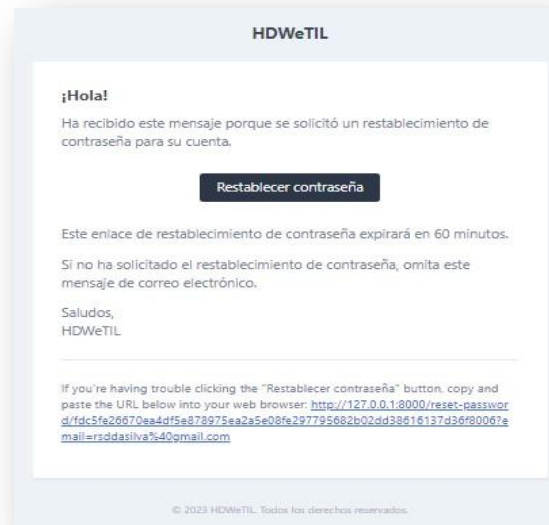 HDWeTIL
¡Hola!
Ha recibido este mensaje porque se solicitó un restablecimiento de
contraseña para su cuenta.
Restablecer contraseña
Este enlace de restablecimiento de contraseña expirará en 60 minutos.
Si no ha solicitado el restablecimiento de contraseña, omita este
mensaje de correo electrónico.
Saludos,
HDWeTIL
If you're having trouble clicking the "Restablecer contraseña" button, copy and
paste the URL below into your web browser: http://127.0.0.1:8000/reset-passwor
d/fdc5fe26670ea4df5e878975ea2a5e08fe297795682b02dd38616137d36f8006?e
mail=rsddasilva%40gmail.com
© 2023 HDWeTIL. Todos los derechos reservados.